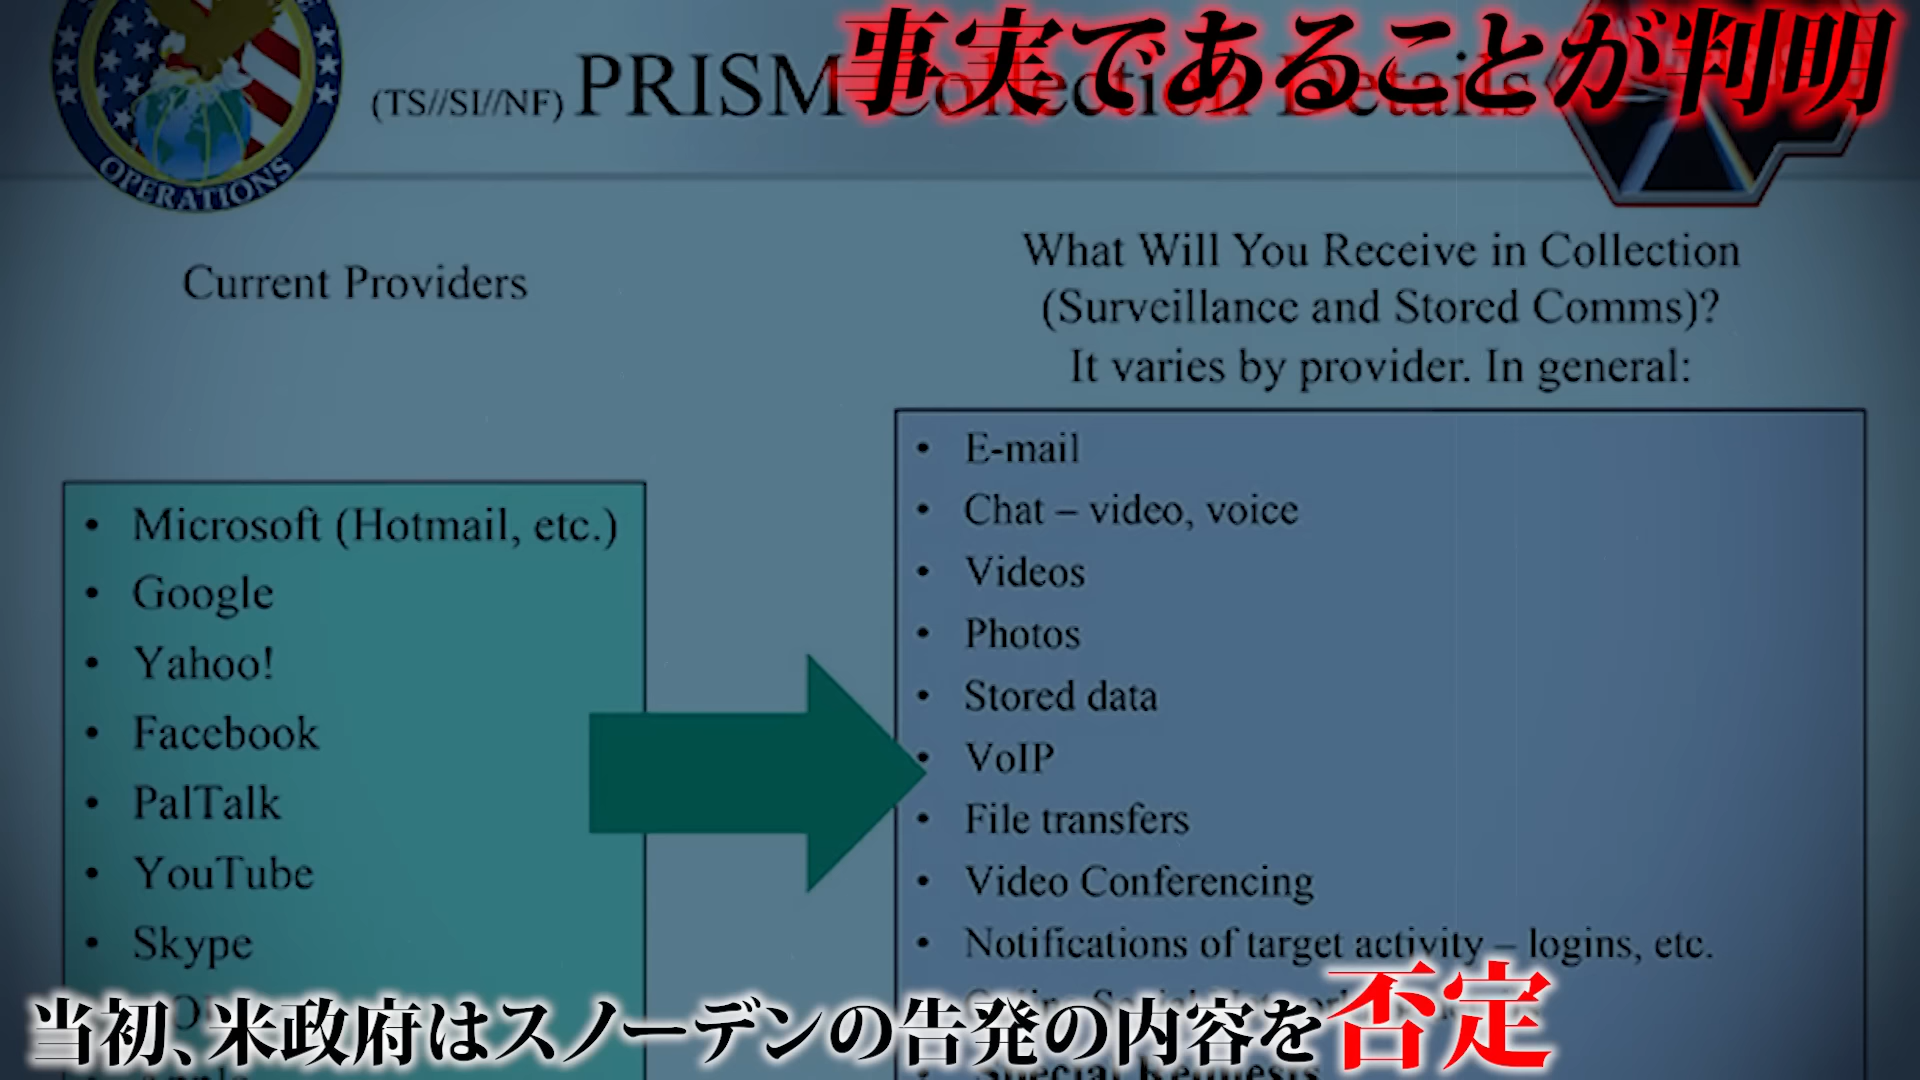 事実であることが判明
(TS//SI//NF) PRISM Collection Details
OPERATIONS
Current Providers
What Will You Receive in Collection
(Surveillance and Stored Comms)?
It varies by provider. In general:
• Microsoft (Hotmail, etc.)
• Google
• Yahoo!
• Facebook
• PalTalk
• YouTube
• Skype
• E-mail
• Chat – video, voice
• Videos
• Photos
• Stored data
• VoIP
• File transfers
• Video Conferencing
• Notifications of target activity – logins, etc.
• Special Requests
当初、米政府はスノーデンの告発の内容を否定